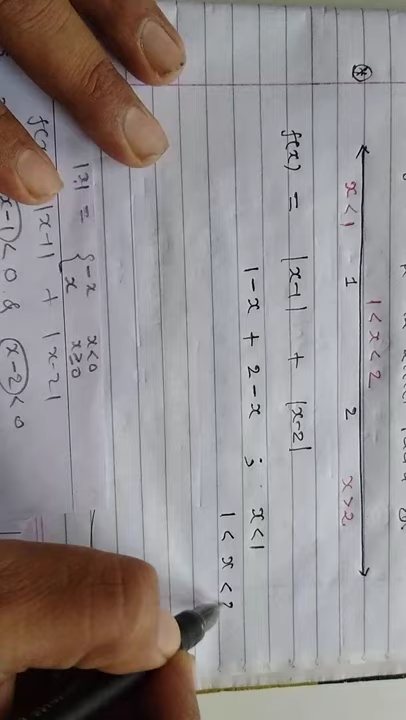 x<1 1 1<x<2 2 x>2
f(x) = |x-1| + |x-2|
1-x + 2-x ; x<1
1 < x < 2
|x| = { -x x<0
x x≥0
|x-1| + |x-2|
x-1<0 & x-2<0